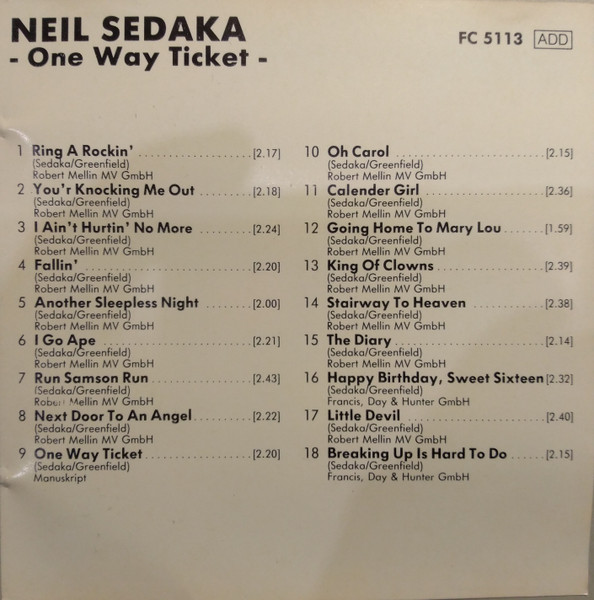 NEIL SEDAKA
- One Way Ticket -
FC 5113 ADD
1 Ring A Rockin' [2.17]
(Sedaka/Greenfield)
Robert Mellin MV GmbH
2 You'r Knocking Me Out [2.18]
(Sedaka/Greenfield)
Robert Mellin MV GmbH
3 I Ain't Hurtin' No More [2.24]
(Sedaka/Greenfield)
Robert Mellin MV GmbH
4 Fallin' [2.20]
(Sedaka/Greenfield)
Robert Mellin MV GmbH
5 Another Sleepless Night [2.00]
(Sedaka/Greenfield)
Robert Mellin MV GmbH
6 I Go Ape [2.21]
(Sedaka/Greenfield)
Robert Mellin MV GmbH
7 Run Samson Run [2.43]
(Sedaka/Greenfield)
Robert Mellin MV GmbH
8 Next Door To An Angel [2.22]
(Sedaka/Greenfield)
Robert Mellin MV GmbH
9 One Way Ticket [2.20]
(Sedaka/Greenfield)
Manuskript
10 Oh Carol [2.15]
(Sedaka/Greenfield)
Robert Mellin MV GmbH
11 Calender Girl [2.36]
(Sedaka/Greenfield)
Robert Mellin MV GmbH
12 Going Home To Mary Lou [1.59]
(Sedaka/Greenfield)
Robert Mellin MV GmbH
13 King Of Clowns [2.39]
(Sedaka/Greenfield)
Robert Mellin MV GmbH
14 Stairway To Heaven [2.38]
(Sedaka/Greenfield)
Robert Mellin MV GmbH
15 The Diary [2.14]
(Sedaka/Greenfield)
Robert Mellin MV GmbH
16 Happy Birthday, Sweet Sixteen [2.32]
(Sedaka/Greenfield)
Francis, Day & Hunter GmbH
17 Little Devil [2.40]
(Sedaka/Greenfield)
Robert Mellin MV GmbH
18 Breaking Up Is Hard To Do [2.15]
(Sedaka/Greenfield)
Francis, Day & Hunter GmbH